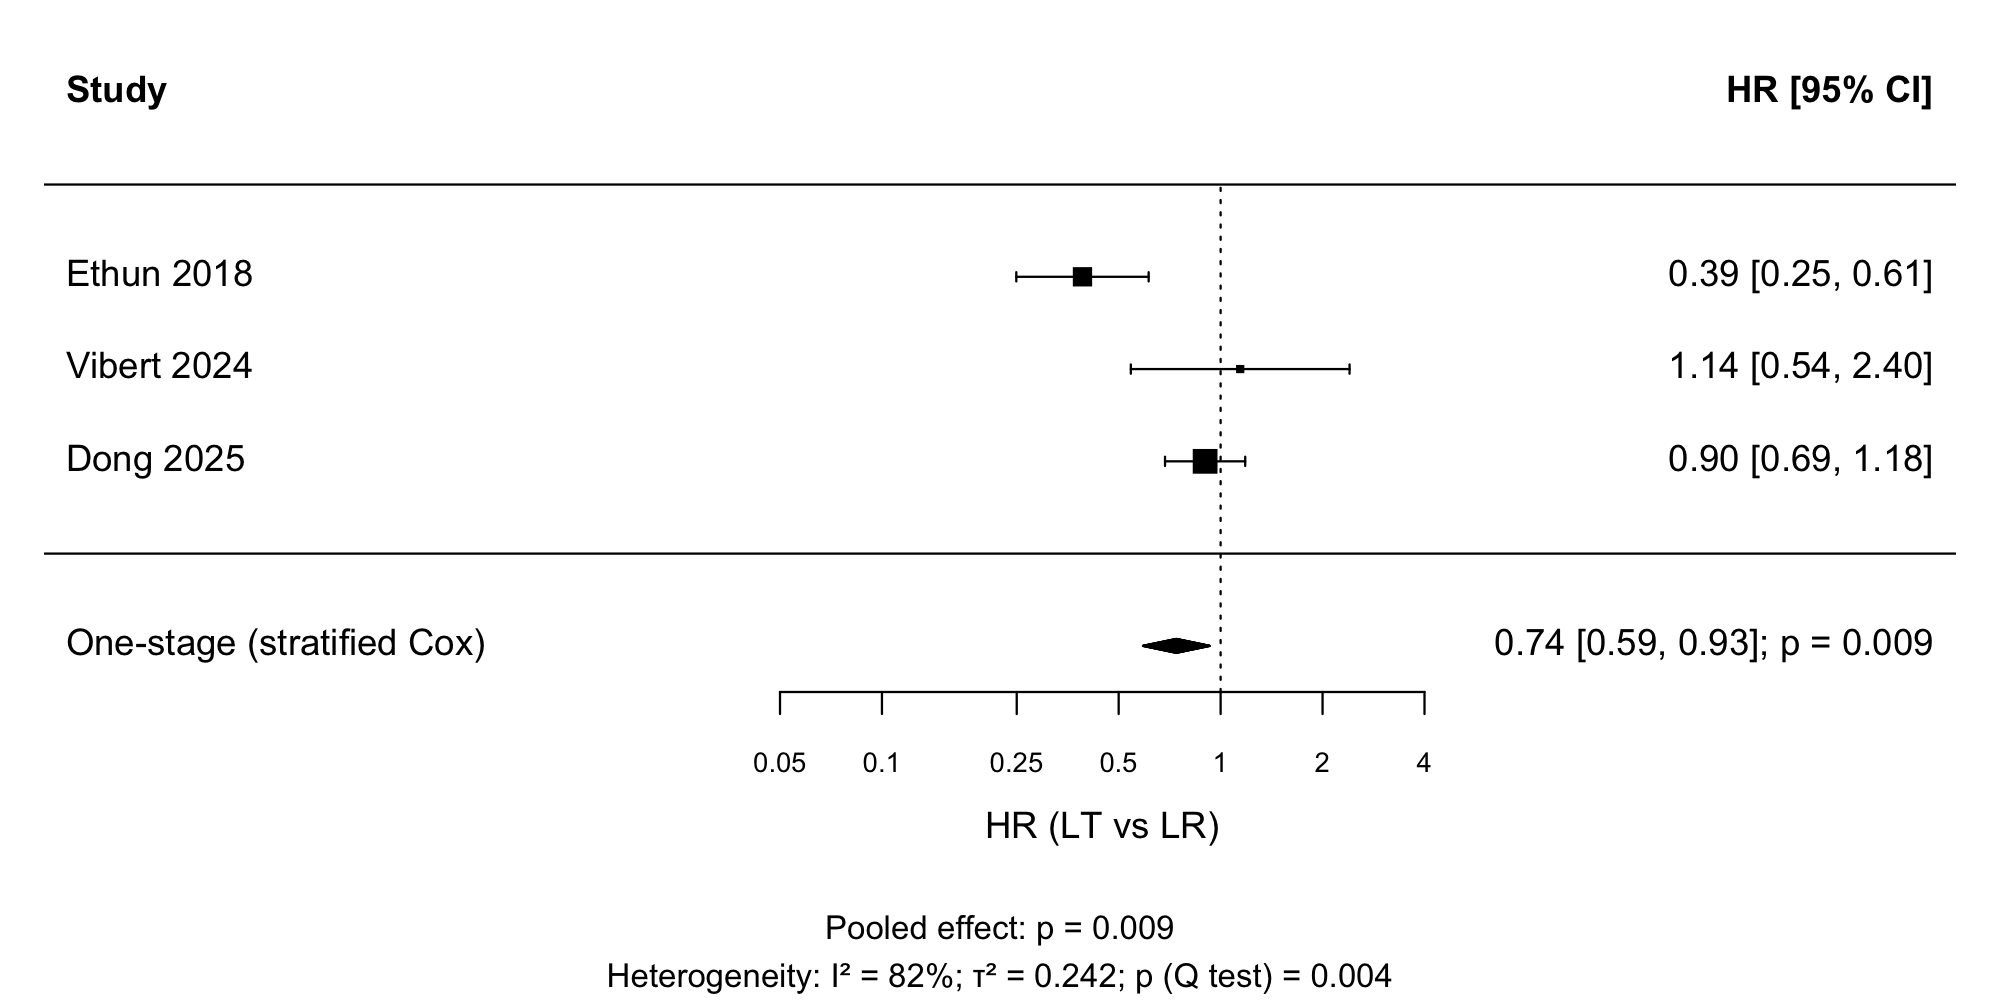 Study HR [95% CI]
Ethun 2018 0.39 [0.25, 0.61]
Vibert 2024 1.14 [0.54, 2.40]
Dong 2025 0.90 [0.69, 1.18]
One-stage (stratified Cox) 0.74 [0.59, 0.93]; p = 0.009
0.05 0.1 0.25 0.5 1 2 4
HR (LT vs LR)
Pooled effect: p = 0.009
Heterogeneity: I² = 82%; τ² = 0.242; p (Q test) = 0.004